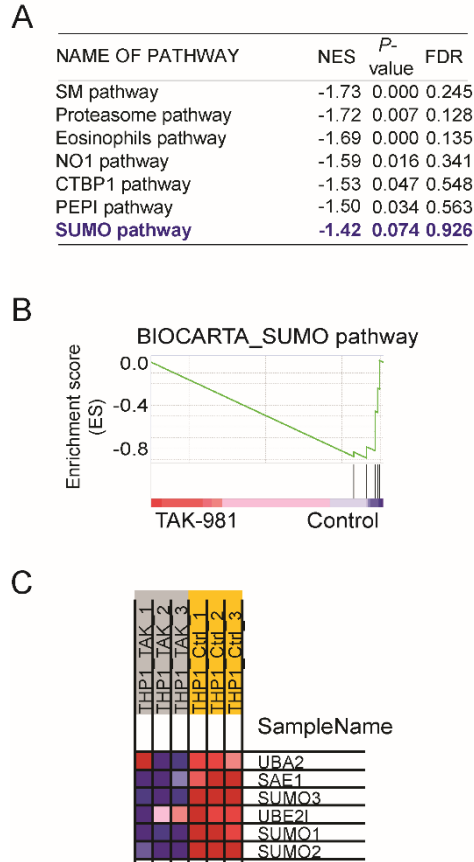 A
NAME OF PATHWAY NES P-value FDR
SM pathway -1.73 0.000 0.245
Proteasome pathway -1.72 0.007 0.128
Eosinophils pathway -1.69 0.000 0.135
NO1 pathway -1.59 0.016 0.341
CTBP1 pathway -1.53 0.047 0.548
PEPI pathway -1.50 0.034 0.563
SUMO pathway -1.42 0.074 0.926
B
BIOCARTA_SUMO pathway
Enrichment score
(ES)
0.0
-0.4
-0.8
TAK-981 Control
C
THP1_TAK_1
THP1_TAK_2
THP1_TAK_3
THP1_Ctrl_1
THP1_Ctrl_2
THP1_Ctrl_3
SampleName
UBA2
SAE1
SUMO3
UBE2I
SUMO1
SUMO2